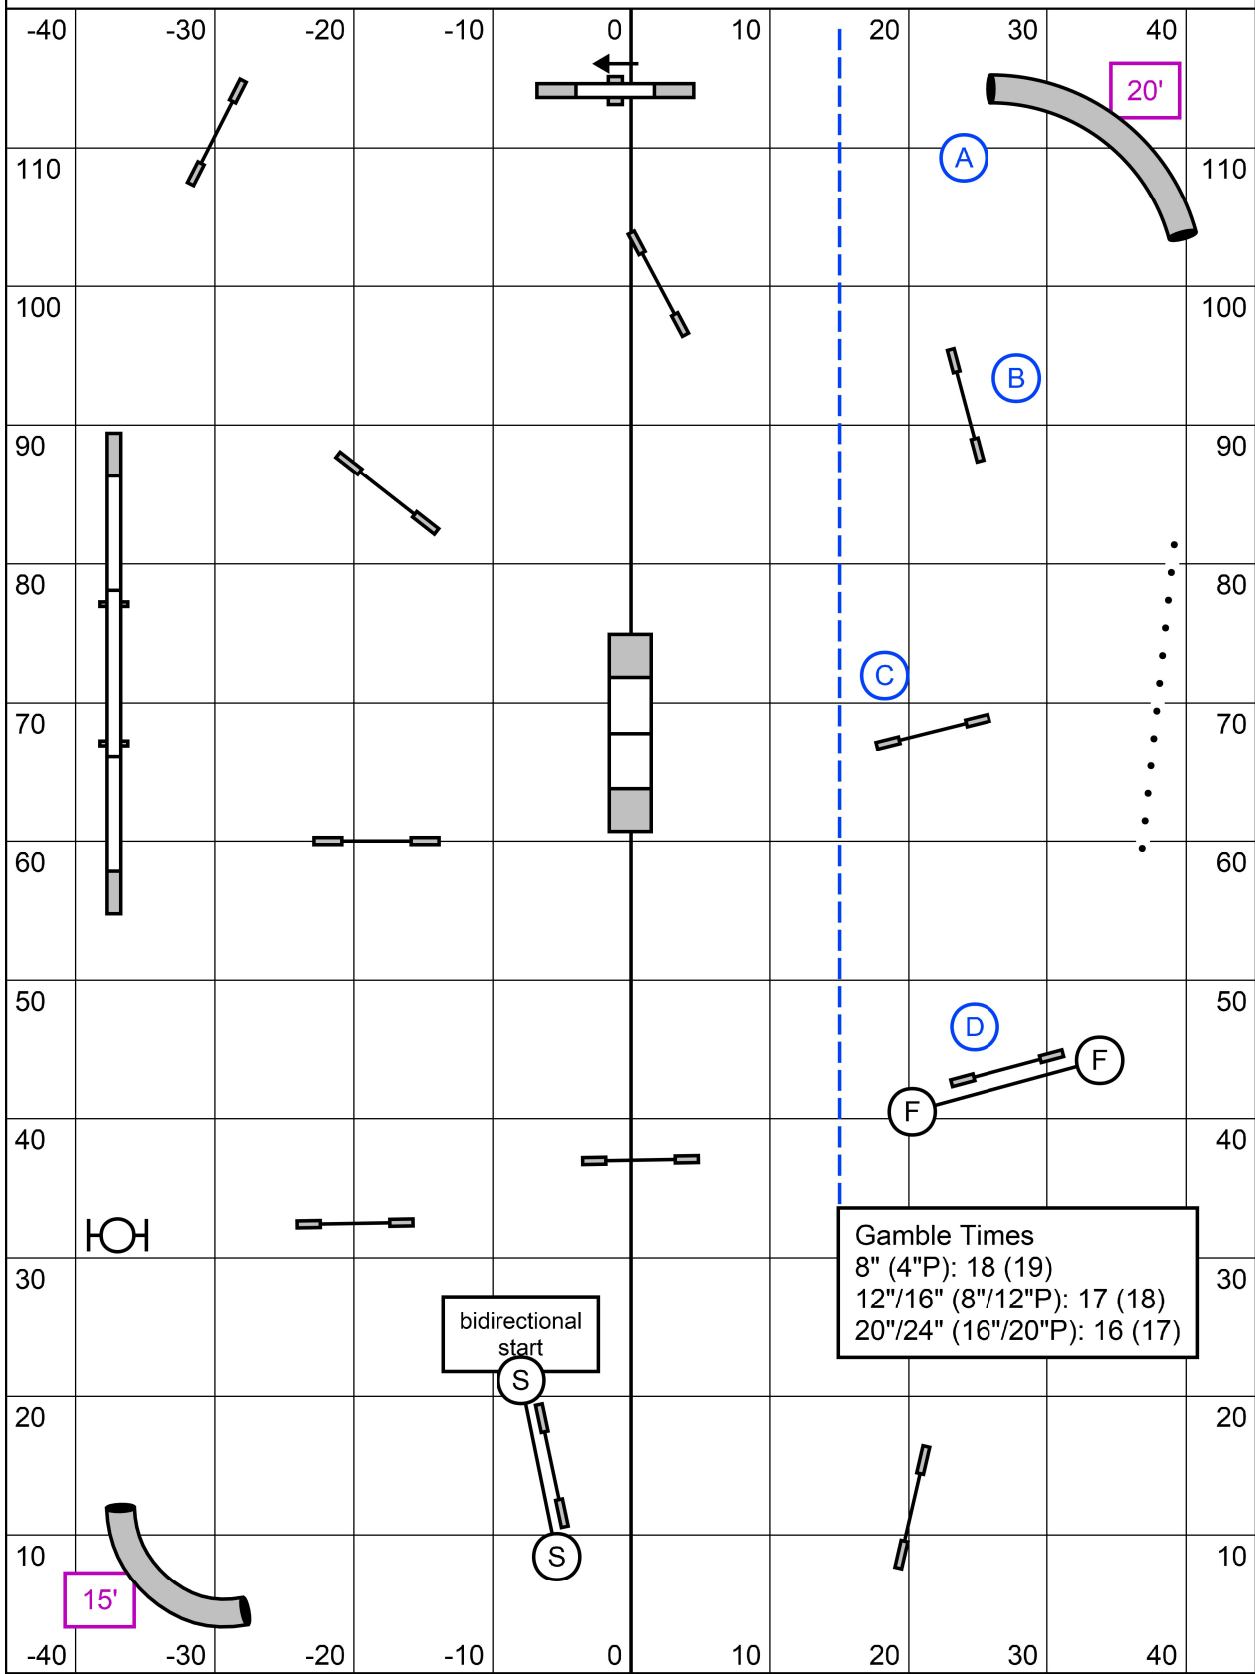 -40 -30 -20 -10 0 10 20 30 40
20'
A
110 110
100 100
B
90 90
80 80
C
70 70
60 60
50 50
D
F F
40 40
Gamble Times
8" (4"P): 18 (19)
12"/16" (8"/12"P): 17 (18)
20"/24" (16"/20"P): 16 (17)
30 30
bidirectional
start
S
20 20
S
10 10
15'
-40 -30 -20 -10 0 10 20 30 40